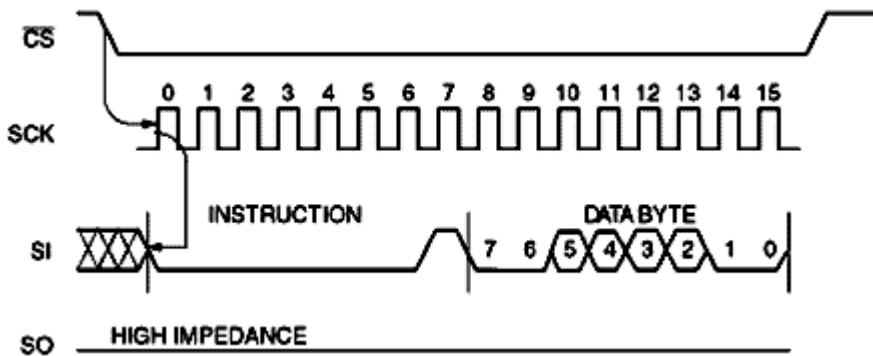 CS
0 1 2 3 4 5 6 7 8 9 10 11 12 13 14 15
SCK
INSTRUCTION DATA BYTE
SI 7 6 5 4 3 2 1 0
HIGH IMPEDANCE
SO